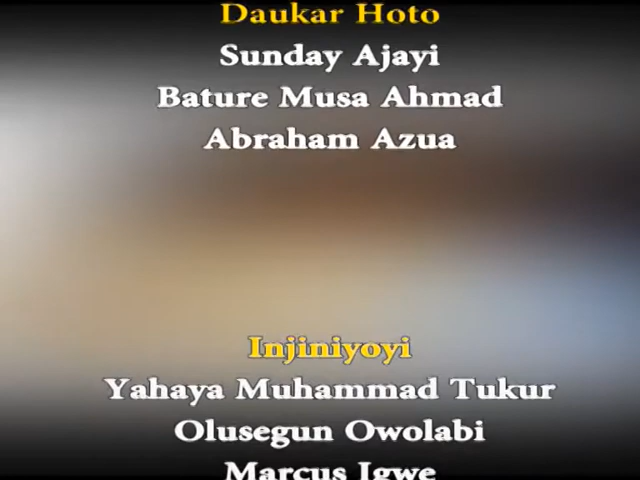 Daukar Hoto
Sunday Ajayi
Bature Musa Ahmad
Abraham Azua
Injiniyoyi
Yahaya Muhammad Tukur
Olusegun Owolabi
Marcus Igwe